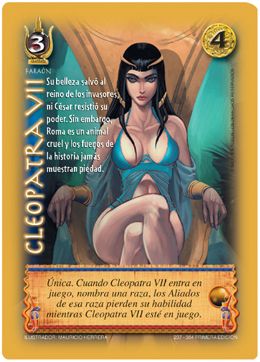 3
4
FARAÓN
CLEOPATRA VII
Su belleza salvó al
reino de los invasores
ni César resistió su
poder. Sin embargo
Roma es un animal
cruel y los fuegos de
la historia jamás
muestran piedad.
Única. Cuando Cleopatra VII entra en
juego, nombra una raza, los Aliados
de esa raza pierden su habilidad
mientras Cleopatra VII esté en juego.
ILUSTRADOR: MAURICIO HERRERA
237 - 384 PRIMERA EDICIÓN